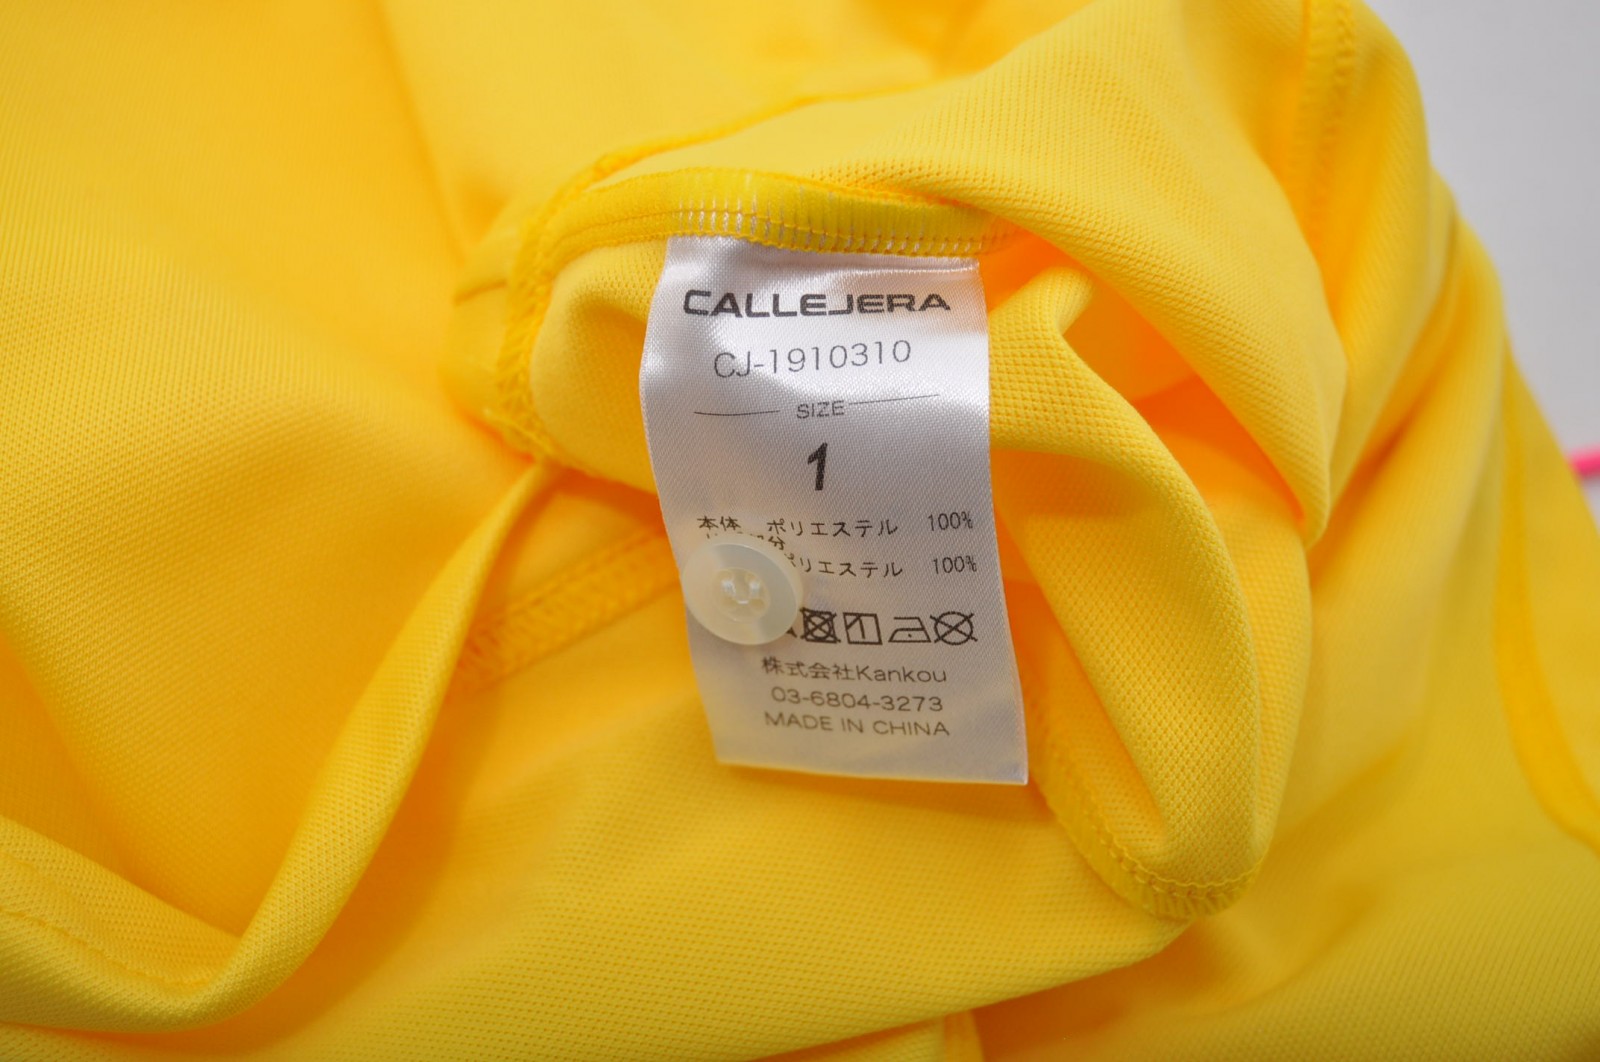 CALLEJERA
CJ-1910310
SIZE
1
本体 ポリエステル 100%
分
ポリエステル 100%
株式会社Kankou
03-6804-3273
MADE IN CHINA